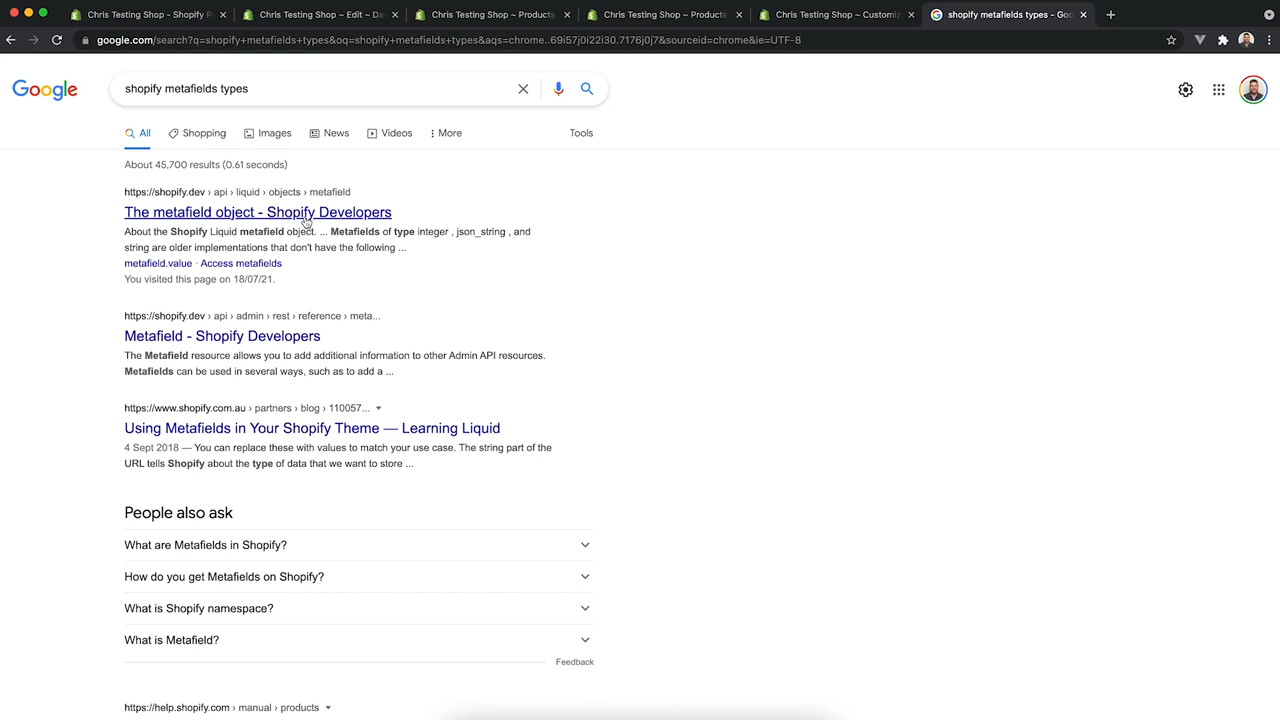 Chris Testing Shop - Shopify P
Chris Testing Shop ~ Edit ~ Da
Chris Testing Shop ~ Products
Chris Testing Shop ~ Products
Chris Testing Shop ~ Customiz
shopify metafields types - Goo
google.com/search?q=shopify+metafields+types&oq=shopify+metafields+types&aqs=chrome..69i57j0i22i30.7176j0j7&sourceid=chrome&ie=UTF-8
Google
shopify metafields types
All
Shopping
Images
News
Videos
More
Tools
About 45,700 results (0.61 seconds)
https://shopify.dev › api › liquid › objects › metafield
The metafield object - Shopify Developers
About the Shopify Liquid metafield object. ... Metafields of type integer , json_string , and
string are older implementations that don't have the following ...
metafield.value · Access metafields
You visited this page on 18/07/21.
https://shopify.dev › api › admin › rest › reference › meta...
Metafield - Shopify Developers
The Metafield resource allows you to add additional information to other Admin API resources.
Metafields can be used in several ways, such as to add a ...
https://www.shopify.com.au › partners › blog › 110057...
Using Metafields in Your Shopify Theme — Learning Liquid
4 Sept 2018 — You can replace these with values to match your use case. The string part of the
URL tells Shopify about the type of data that we want to store ...
People also ask
What are Metafields in Shopify?
How do you get Metafields on Shopify?
What is Shopify namespace?
What is Metafield?
Feedback
https://help.shopify.com › manual › products